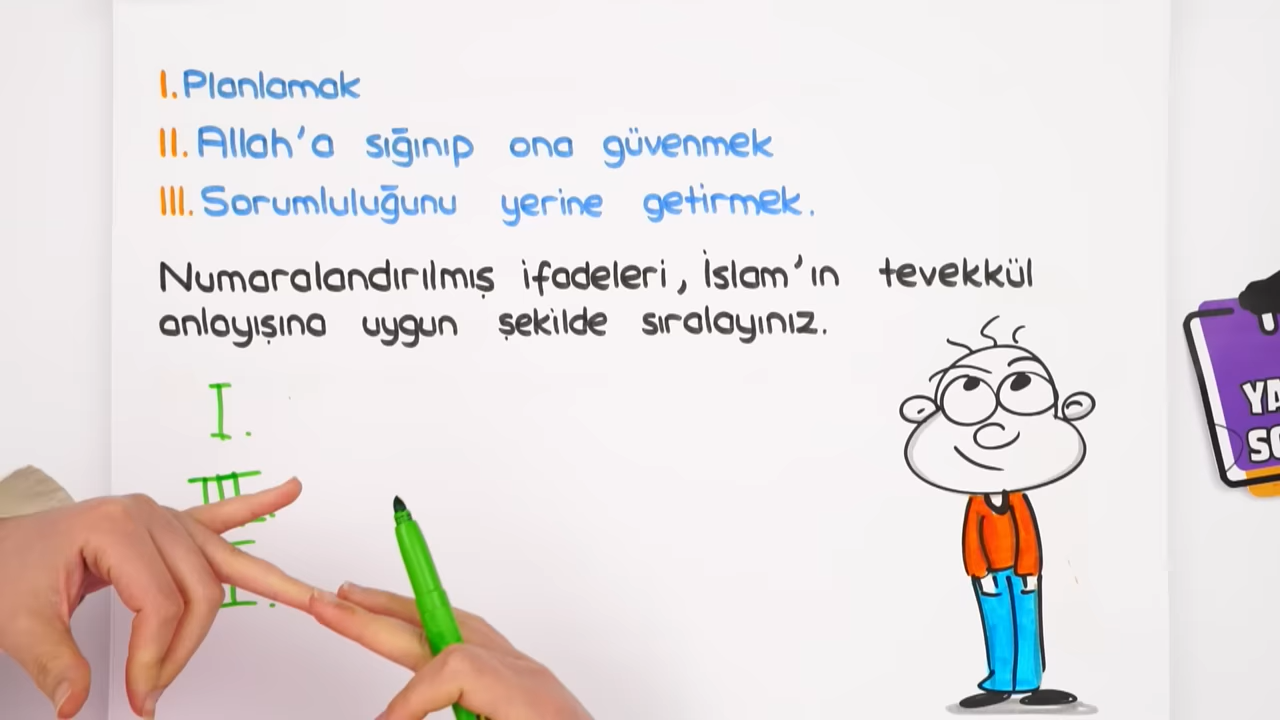 I. Planlamak
II. Allah'a sığınıp ona güvenmek
III. Sorumluluğunu yerine getirmek.
Numaralandırılmış ifadeleri, İslam'ın tevekkül
anlayışına uygun şekilde sıralayınız.
I.
III.